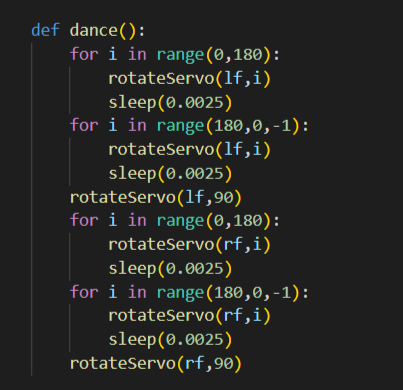 def dance():
    for i in range(0,180):
        rotateServo(lf,i)
        sleep(0.0025)
    for i in range(180,0,-1):
        rotateServo(lf,i)
        sleep(0.0025)
    rotateServo(lf,90)
    for i in range(0,180):
        rotateServo(rf,i)
        sleep(0.0025)
    for i in range(180,0,-1):
        rotateServo(rf,i)
        sleep(0.0025)
    rotateServo(rf,90)